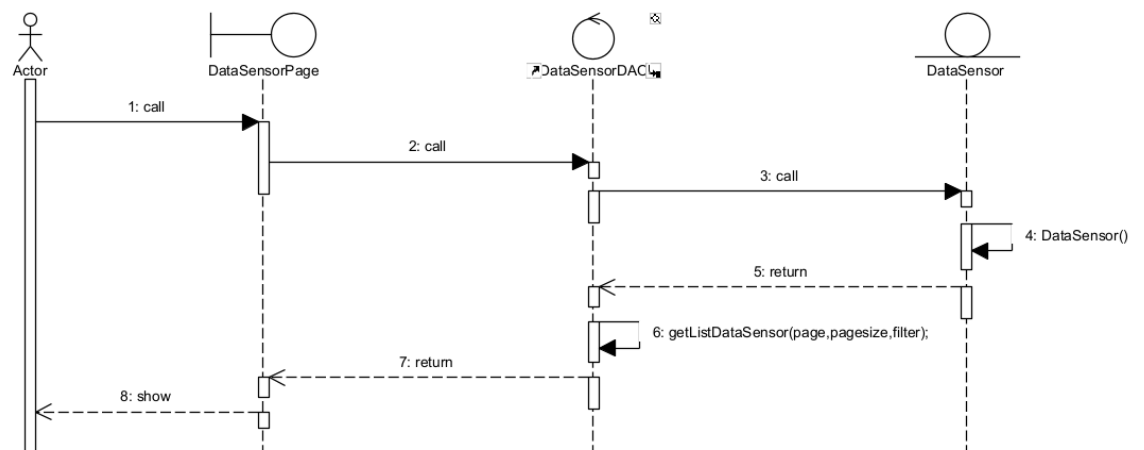 Actor
DataSensorPage
DataSensorDAO
DataSensor
1: call
2: call
3: call
4: DataSensor()
5: return
6: getListDataSensor(page,pagesize,filter);
7: return
8: show